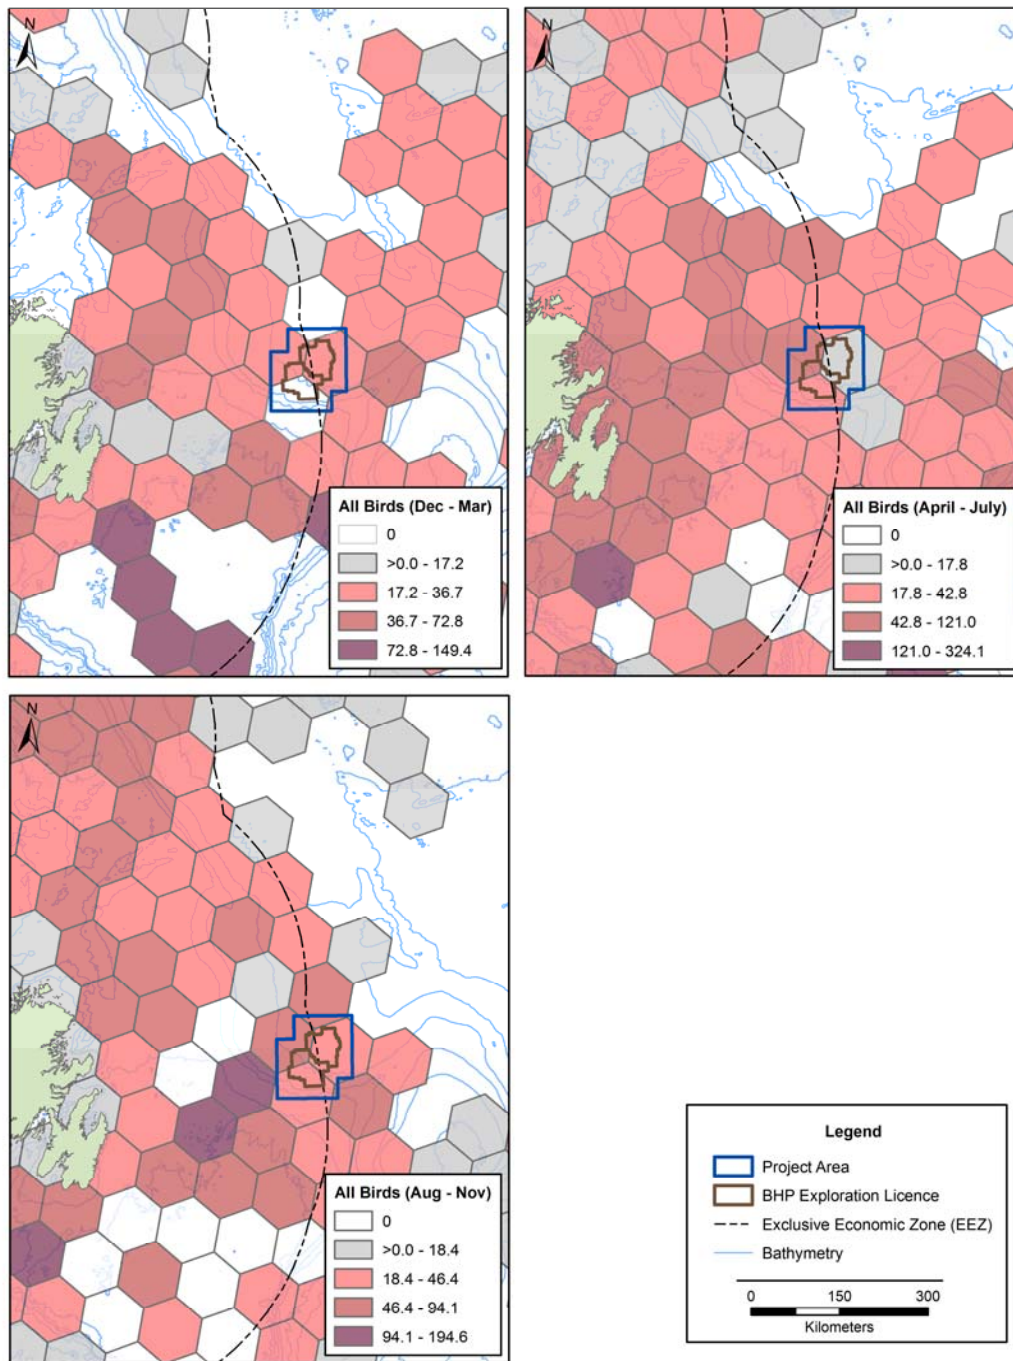 N
All Birds (Dec - Mar)
0
>0.0 - 17.2
17.2 - 36.7
36.7 - 72.8
72.8 - 149.4
N
All Birds (April - July)
0
>0.0 - 17.8
17.8 - 42.8
42.8 - 121.0
121.0 - 324.1
N
All Birds (Aug - Nov)
0
>0.0 - 18.4
18.4 - 46.4
46.4 - 94.1
94.1 - 194.6
Legend
Project Area
BHP Exploration Licence
Exclusive Economic Zone (EEZ)
Bathymetry
0 150 300
Kilometers